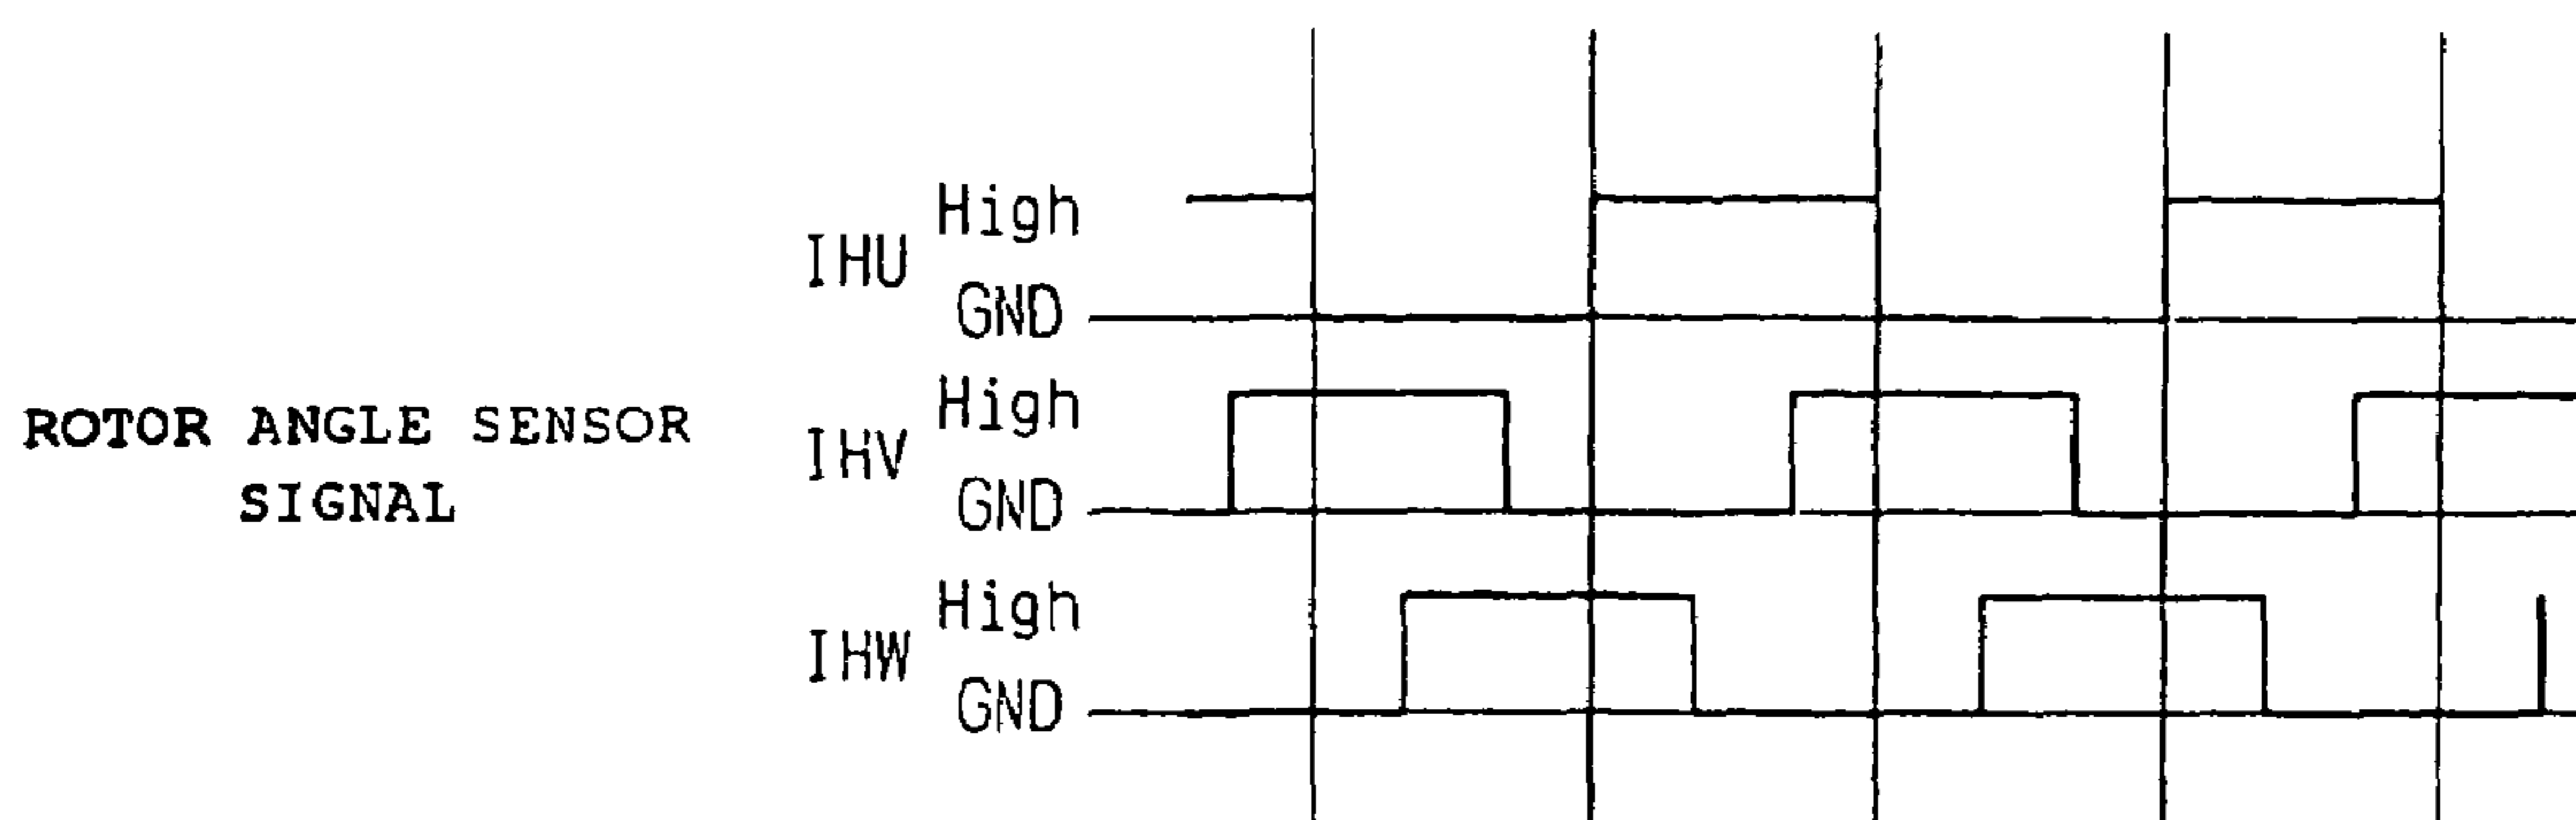 High
IHU
GND
ROTOR ANGLE SENSOR
SIGNAL
High
IHV
GND
High
IHW
GND